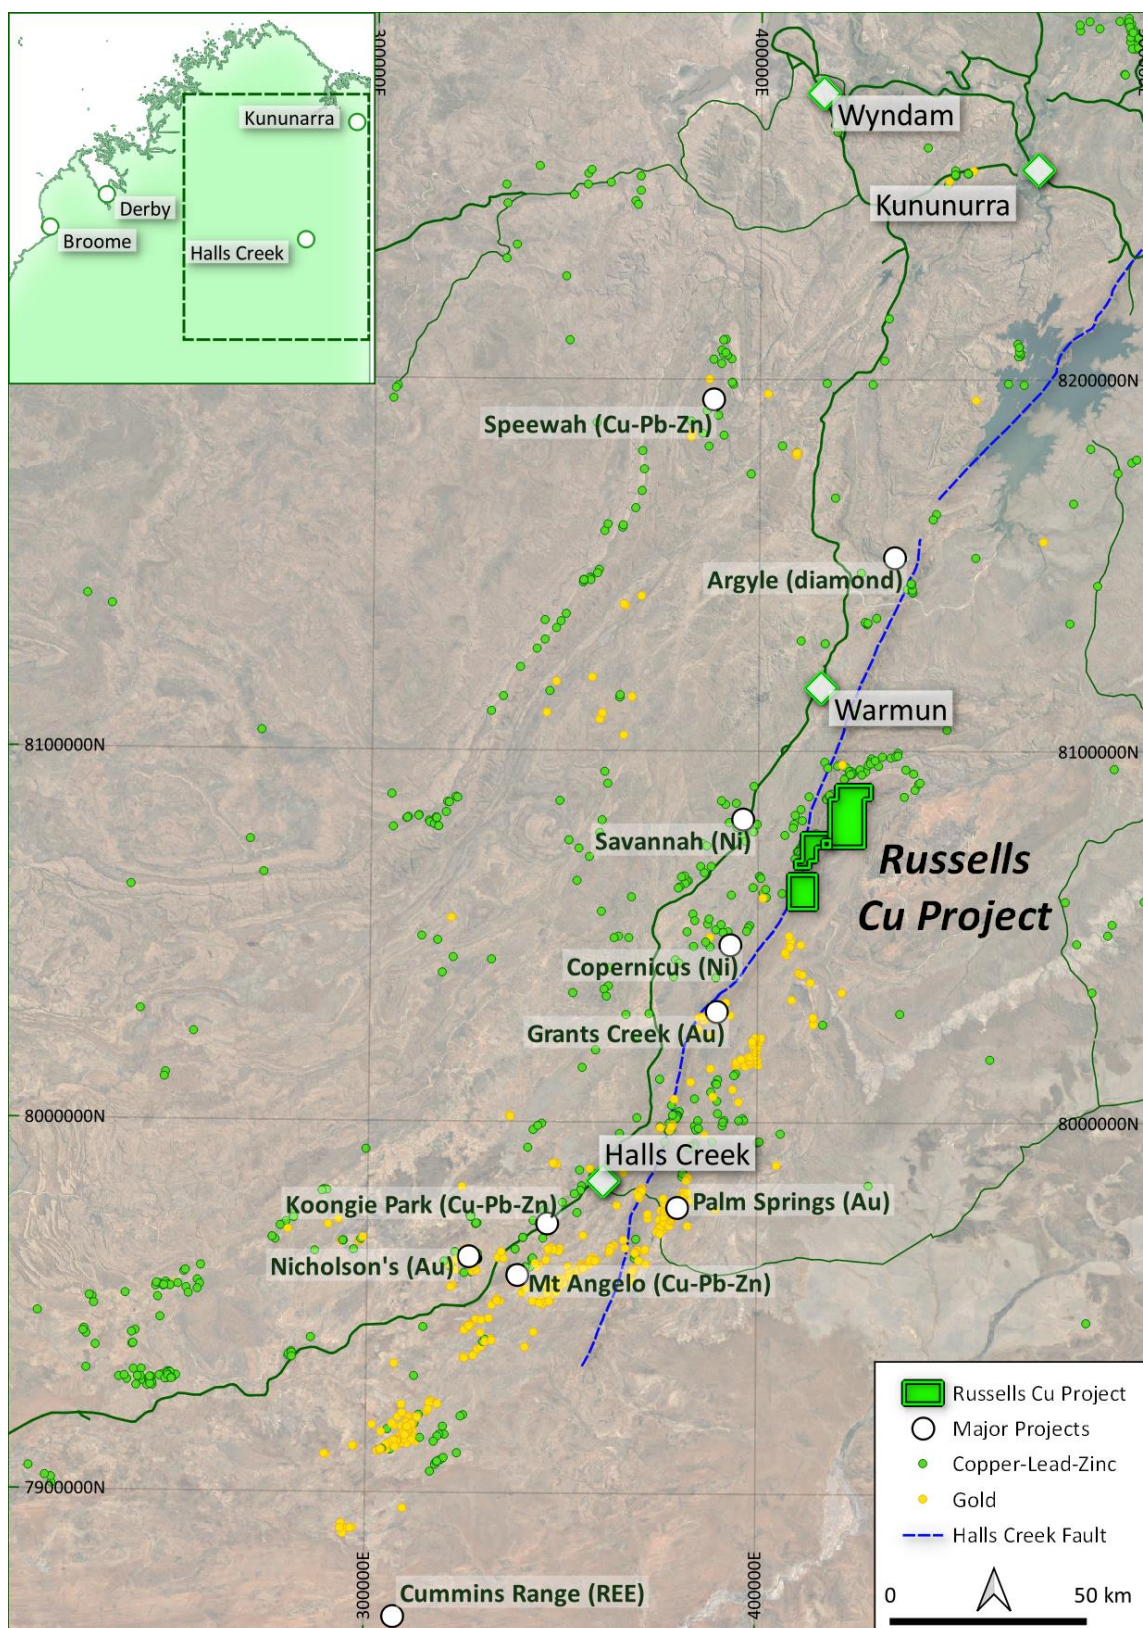 300000E
400000E
Kununarra
Derby
Broome
Halls Creek
Wyndam
Kununurra
8200000N
Speewah (Cu-Pb-Zn)
Argyle (diamond)
Warmun
8100000N
8100000N
Savannah (Ni)
Russells
Cu Project
Copernicus (Ni)
Grants Creek (Au)
8000000N
8000000N
Halls Creek
Koongie Park (Cu-Pb-Zn)
Palm Springs (Au)
Nicholson's (Au)
Mt Angelo (Cu-Pb-Zn)
7900000N
300000E
400000E
Cummins Range (REE)
Russells Cu Project
Major Projects
Copper-Lead-Zinc
Gold
Halls Creek Fault
0
50 km